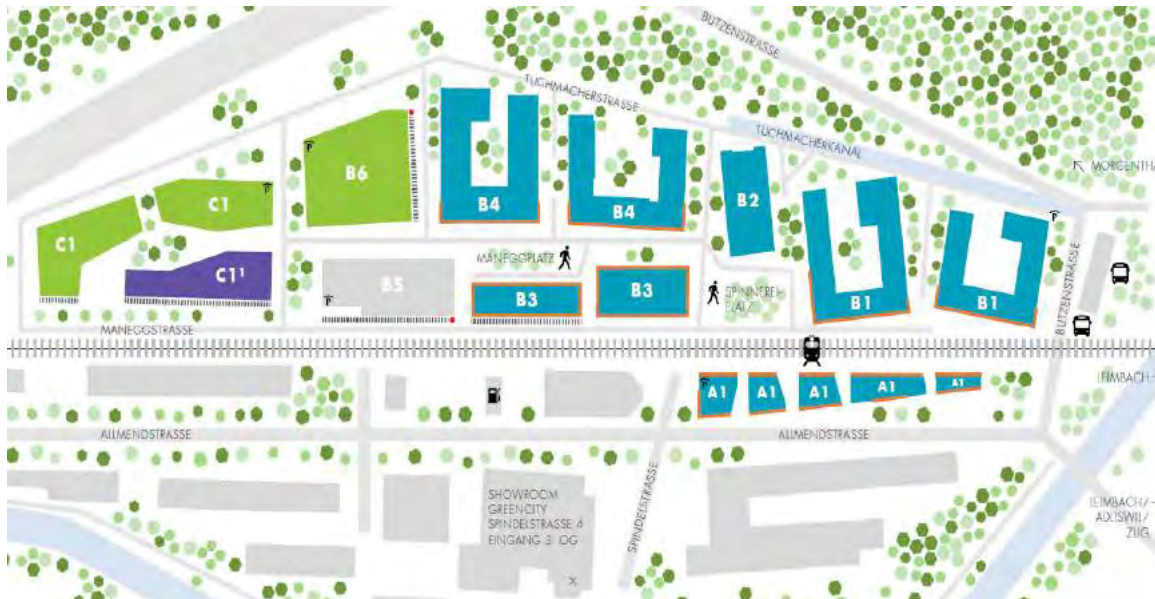 BUTZENSTRASSE
TUCHMACHERSTRASSE
TUCHMACHERKANAL
MORGENTHA
P
B6
B4
B4
B2
C1
P
P
C1
C1¹
MANEGGPLATZ
B5
P
B3
B3
SPINNEREI-
PLATZ
B1
B1
BUTZENSTRASSE
MANEGGSTRASSE
A1
A1
A1
A1
A1
LEIMBACH
ALLMENDSTRASSE
ALLMENDSTRASSE
SPINDELSTRASSE
SHOWROOM
GREENCITY
SPINDELSTRASSE 4
EINGANG 3. OG
X
LEIMBACH/
ADLISWIL/
ZUG